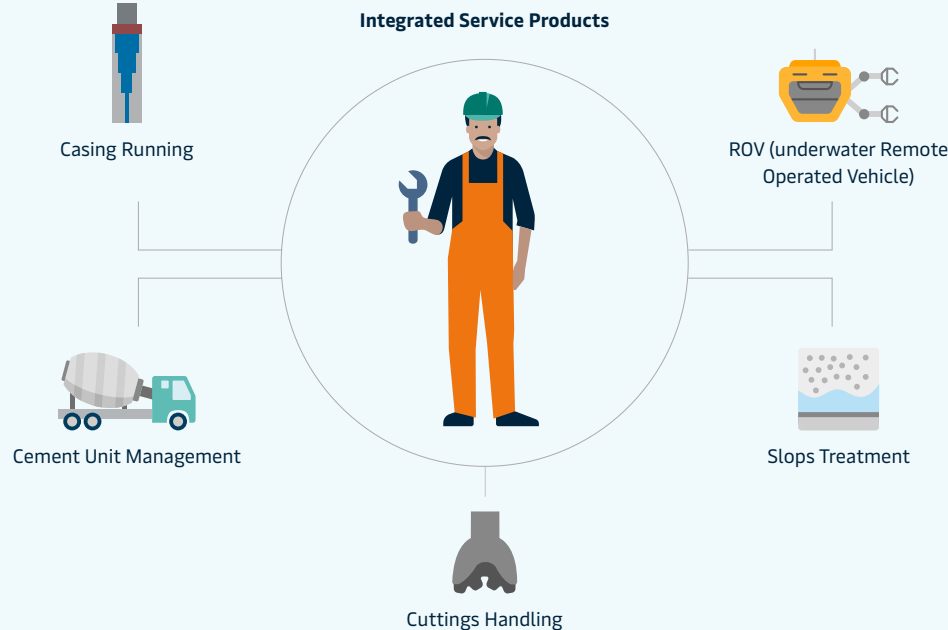 Integrated Service Products
Casing Running
ROV (underwater Remote
Operated Vehicle)
Cement Unit Management
Slops Treatment
Cuttings Handling